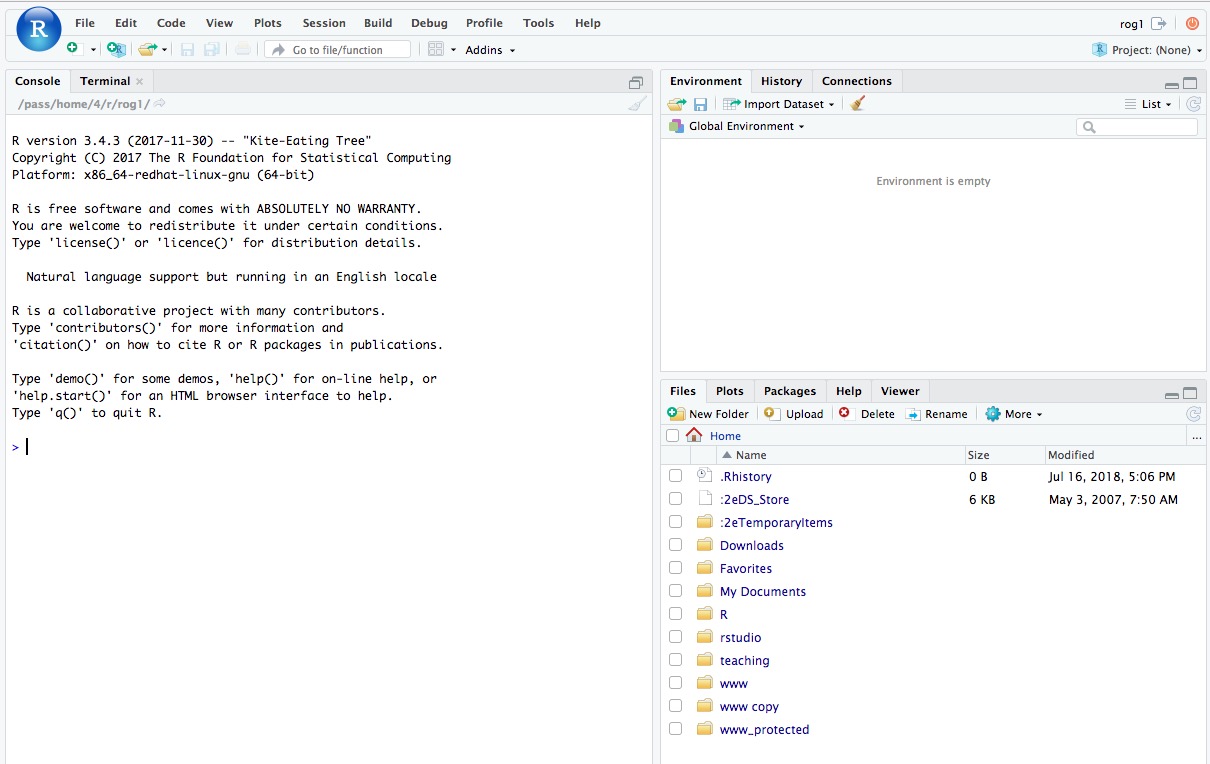 R
File Edit Code View Plots Session Build Debug Profile Tools Help
rog1
Go to file/function
Addins
R Project: (None)
Console Terminal
/pass/home/4/r/rog1/
R version 3.4.3 (2017-11-30) -- "Kite-Eating Tree"
Copyright (C) 2017 The R Foundation for Statistical Computing
Platform: x86_64-redhat-linux-gnu (64-bit)
R is free software and comes with ABSOLUTELY NO WARRANTY.
You are welcome to redistribute it under certain conditions.
Type 'license()' or 'licence()' for distribution details.
Natural language support but running in an English locale
R is a collaborative project with many contributors.
Type 'contributors()' for more information and
'citation()' on how to cite R or R packages in publications.
Type 'demo()' for some demos, 'help()' for on-line help, or
'help.start()' for an HTML browser interface to help.
Type 'q()' to quit R.
>
Environment History Connections
Import Dataset
List
Global Environment
Environment is empty
Files Plots Packages Help Viewer
New Folder Upload Delete Rename More
Home
...
Name Size Modified
.Rhistory 0 B Jul 16, 2018, 5:06 PM
:2eDS_Store 6 KB May 3, 2007, 7:50 AM
:2eTemporaryItems
Downloads
Favorites
My Documents
R
rstudio
teaching
www
www copy
www_protected